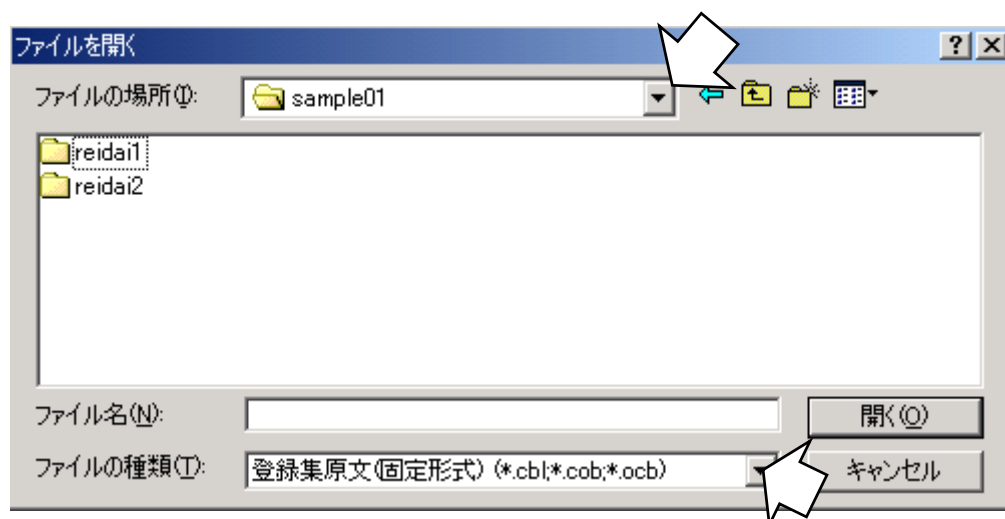 ファイルを開く
ファイルの場所(I):
sample01
reidai1
reidai2
ファイル名(N):
開く(O)
ファイルの種類(T):
登録集原文(固定形式) (*.cbl;*.cob;*.ocb)
キャンセル